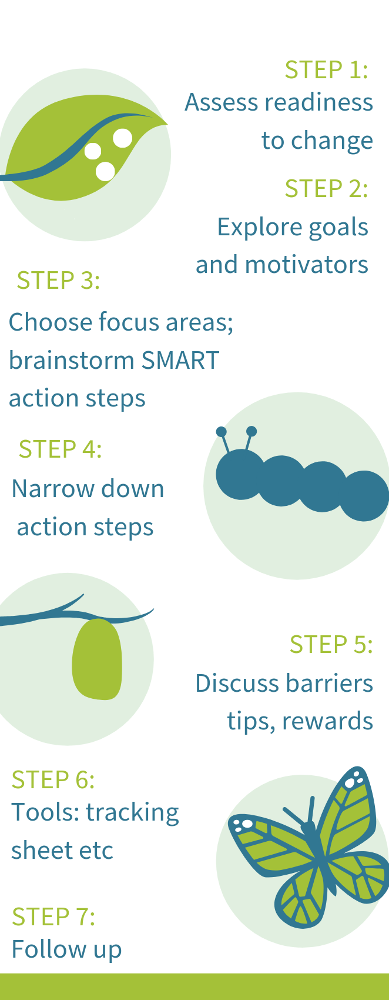 STEP 1:
Assess readiness
to change
STEP 2:
Explore goals
and motivators
STEP 3:
Choose focus areas;
brainstorm SMART
action steps
STEP 4:
Narrow down
action steps
STEP 5:
Discuss barriers
tips, rewards
STEP 6:
Tools: tracking
sheet etc
STEP 7:
Follow up